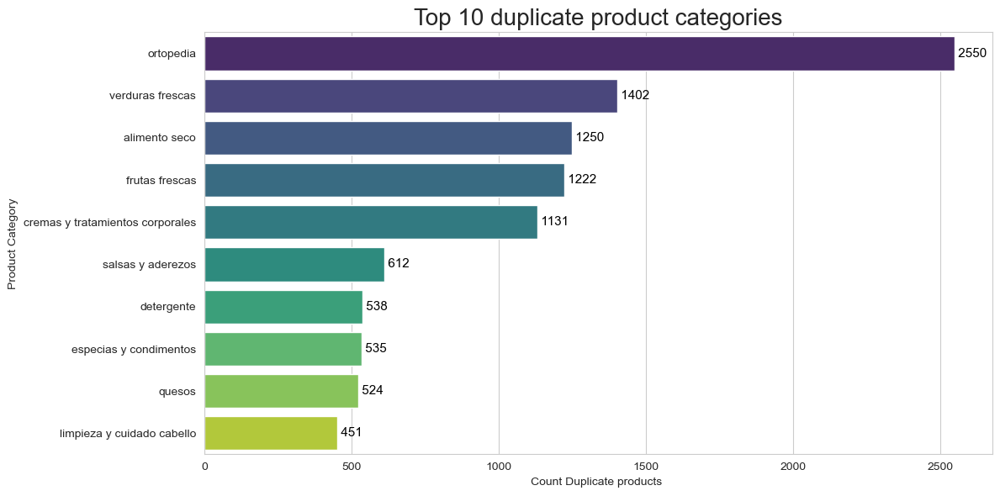 Top 10 duplicate product categories
Product Category
ortopedia 2550
verduras frescas 1402
alimento seco 1250
frutas frescas 1222
cremas y tratamientos corporales 1131
salsas y aderezos 612
detergente 538
especias y condimentos 535
quesos 524
limpieza y cuidado cabello 451
0 500 1000 1500 2000 2500
Count Duplicate products